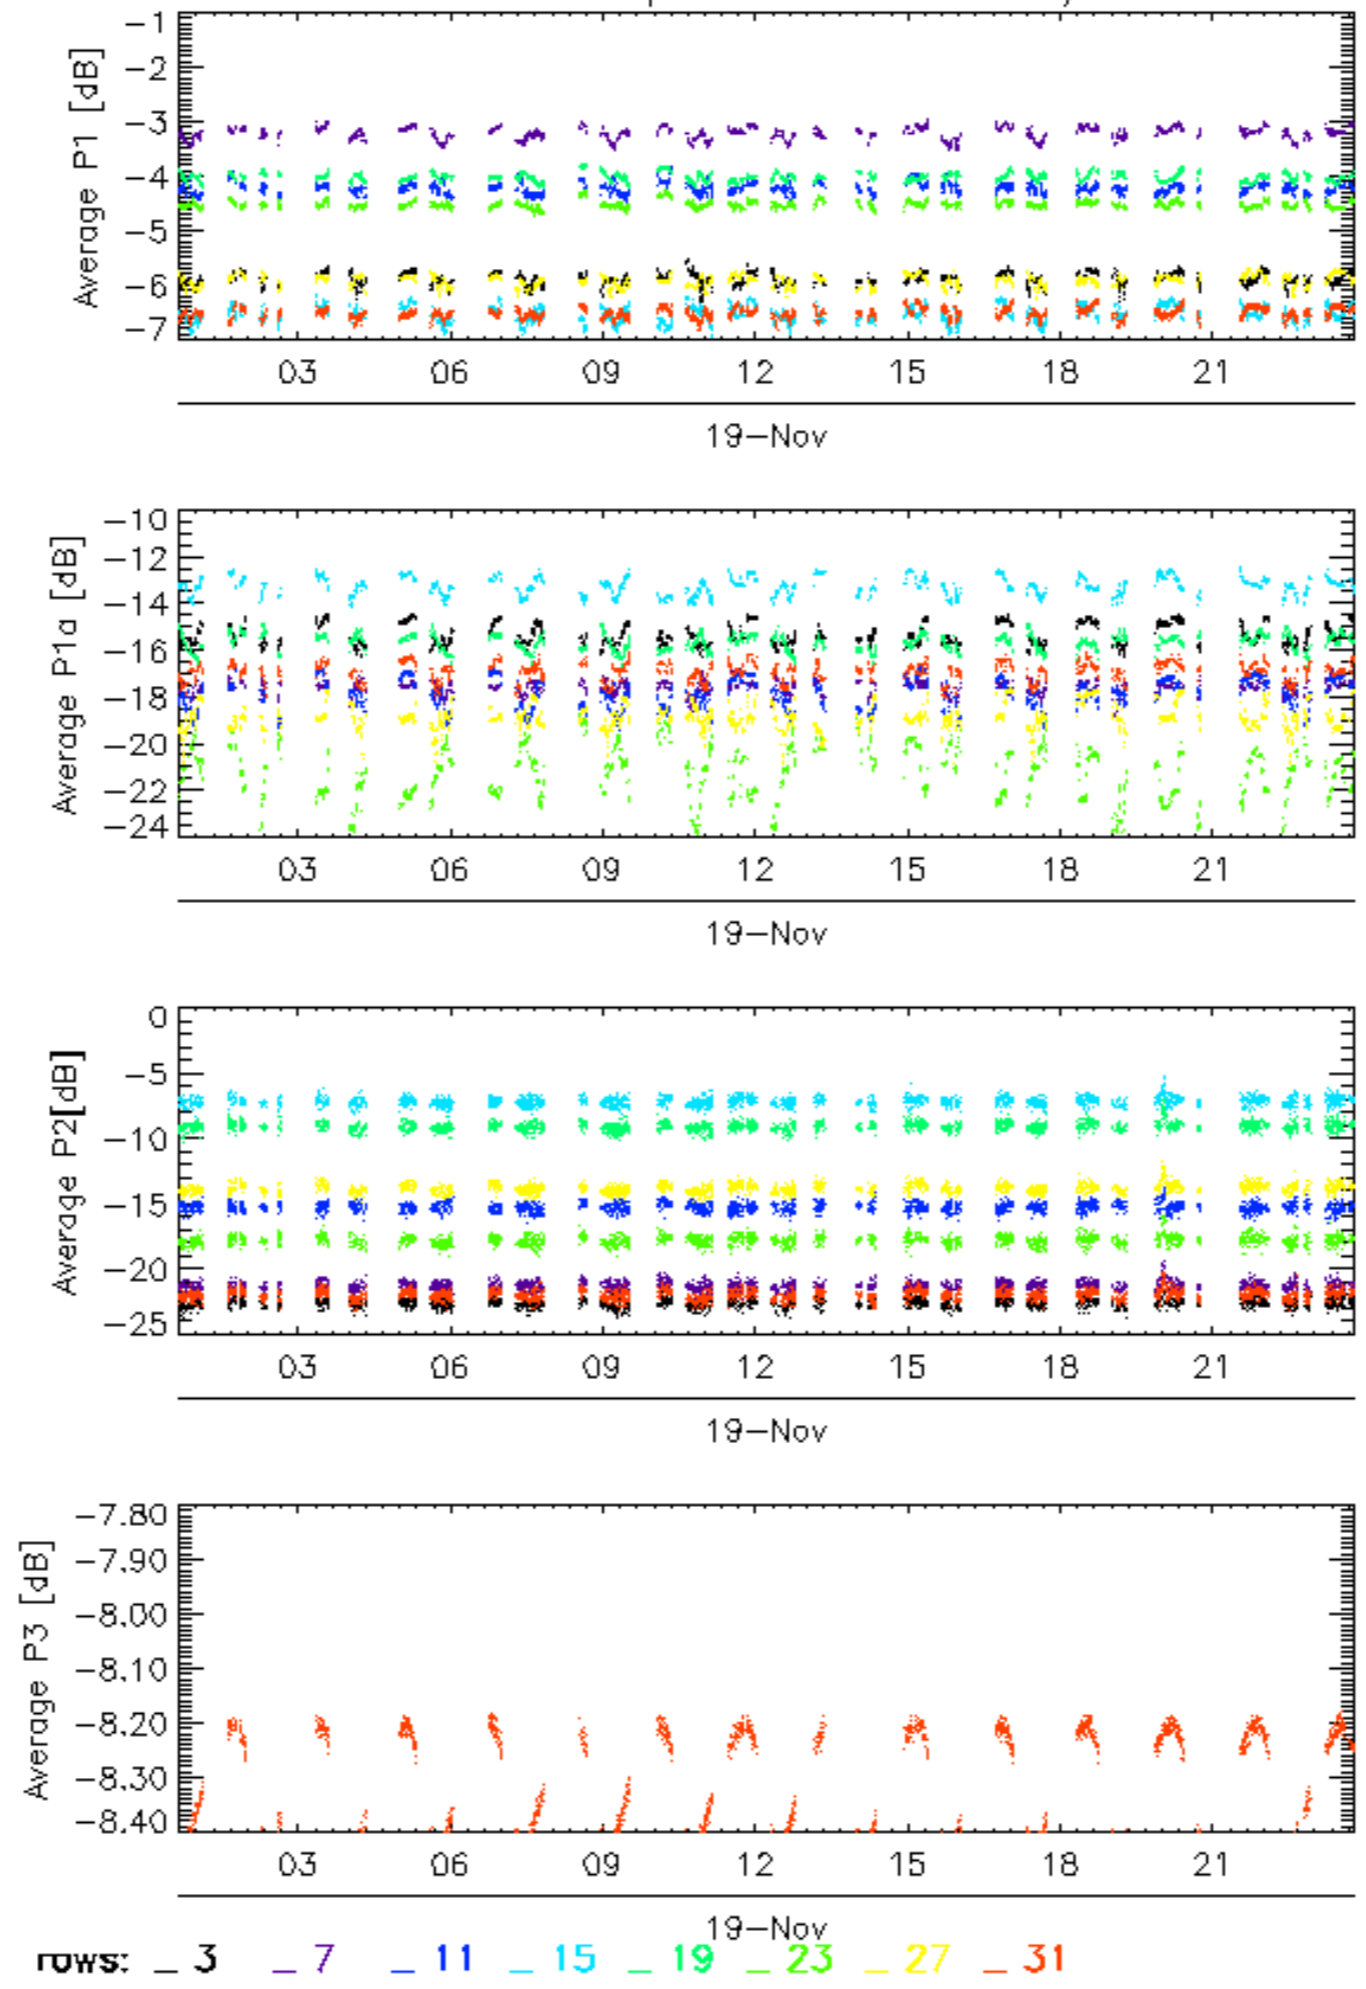 Average P1 [dB]
-1
-2
-3
-4
-5
-6
-7
03 06 09 12 15 18 21
19-Nov
Average P1a [dB]
-10
-12
-14
-16
-18
-20
-22
-24
03 06 09 12 15 18 21
19-Nov
Average P2[dB]
0
-5
-10
-15
-20
-25
03 06 09 12 15 18 21
19-Nov
Average P3 [dB]
-7.80
-7.90
-8.00
-8.10
-8.20
-8.30
-8.40
03 06 09 12 15 18 21
19-Nov
rows: _ 3 _ 7 _ 11 _ 15 _ 19 _ 23 _ 27 _ 31